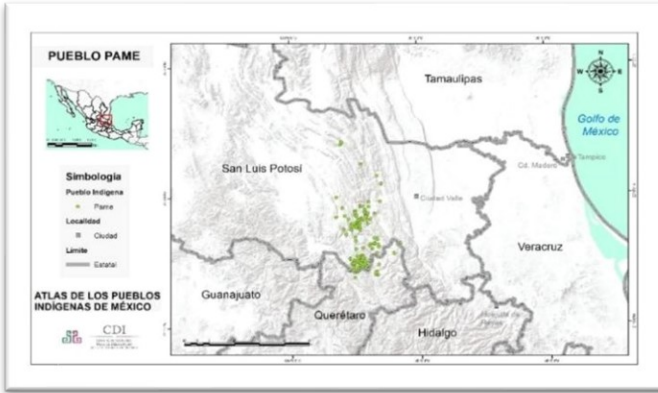 PUEBLO PAME
Simbología
Pueblo Indígena
Pame
Localidad
Ciudad
Límite
Estatal
ATLAS DE LOS PUEBLOS
INDÍGENAS DE MÉXICO
CDI
N
W
E
S
Tamaulipas
Golfo de
México
San Luis Potosí
Cd. Madero
Tampico
Ciudad Valle
Veracruz
Guanajuato
Querétaro
Hidalgo